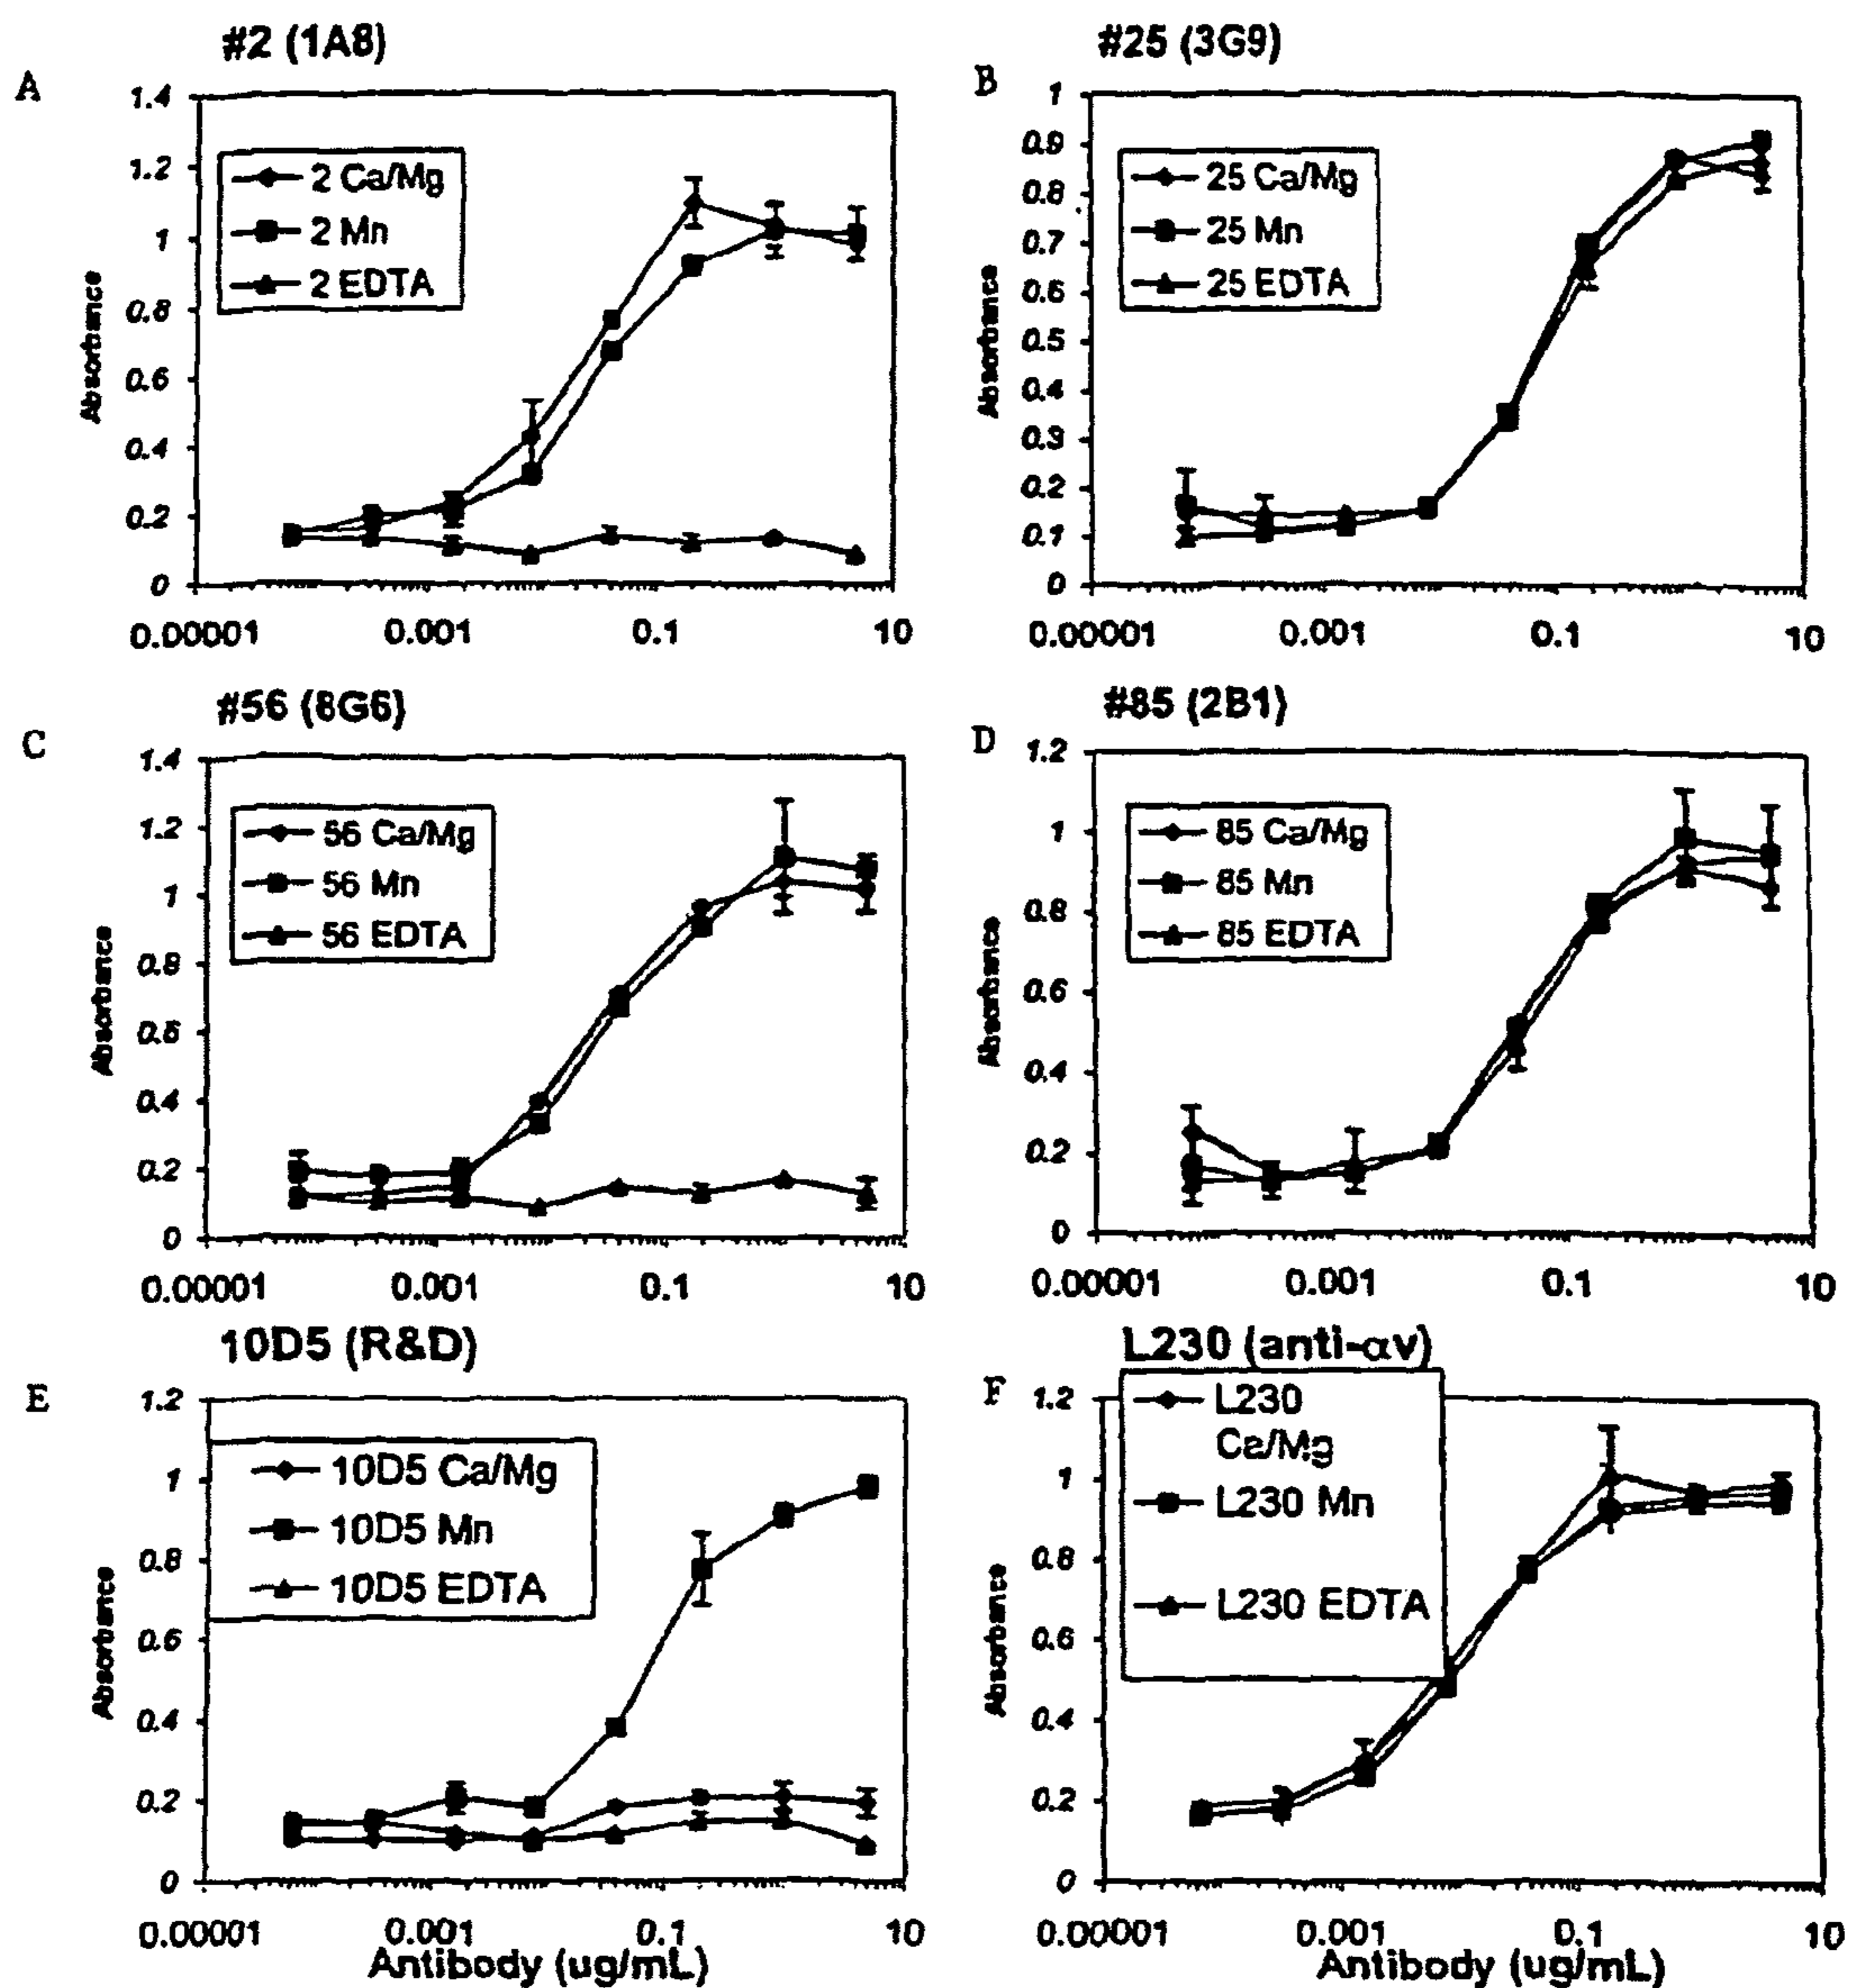 #2 (1A8)
A
1.4
1.2
1
0.8
0.6
0.4
0.2
0
Absorbance
2 Ca/Mg
2 Mn
2 EDTA
0.00001 0.001 0.1 10
#25 (3G9)
B
1
0.9
0.8
0.7
0.6
0.5
0.4
0.3
0.2
0.1
0
Absorbance
25 Ca/Mg
25 Mn
25 EDTA
0.00001 0.001 0.1 10
#56 (8G6)
C
1.4
1.2
1
0.8
0.6
0.4
0.2
0
Absorbance
56 Ca/Mg
56 Mn
56 EDTA
0.00001 0.001 0.1 10
#85 (2B1)
D
1.2
1
0.8
0.6
0.4
0.2
0
Absorbance
85 Ca/Mg
85 Mn
85 EDTA
0.00001 0.001 0.1 10
10D5 (R&D)
E
1.2
1
0.8
0.6
0.4
0.2
0
Absorbance
10D5 Ca/Mg
10D5 Mn
10D5 EDTA
0.00001 0.001 0.1 10
Antibody (ug/mL)
L230 (anti-αv)
F
1.2
1
0.8
0.6
0.4
0.2
0
Absorbance
L230
Ca/Mg
L230 Mn
L230 EDTA
0.00001 0.001 0.1 10
Antibody (ug/mL)